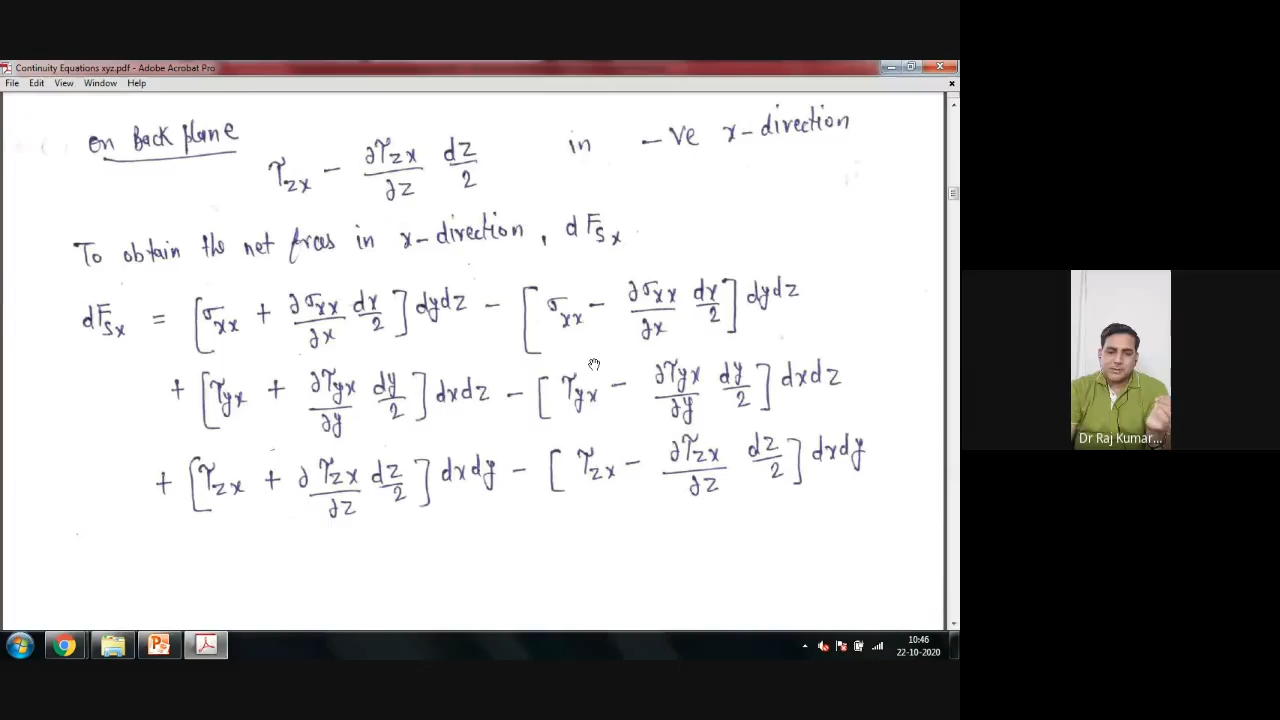 Continuity Equations xyz.pdf - Adobe Acrobat Pro
File Edit View Window Help
on Back plane
τzx − ∂τzx/∂z dz/2 in −ve x-direction
To obtain the net forces in x-direction, dFsx.
dFsx = [σxx + ∂σxx/∂x dx/2] dydz − [σxx − ∂σxx/∂x dx/2] dydz
+ [τyx + ∂τyx/∂y dy/2] dxdz − [τyx − ∂τyx/∂y dy/2] dxdz
+ [τzx + ∂τzx/∂z dz/2] dxdy − [τzx − ∂τzx/∂z dz/2] dxdy
Dr Raj Kumar...
10:46
22-10-2020